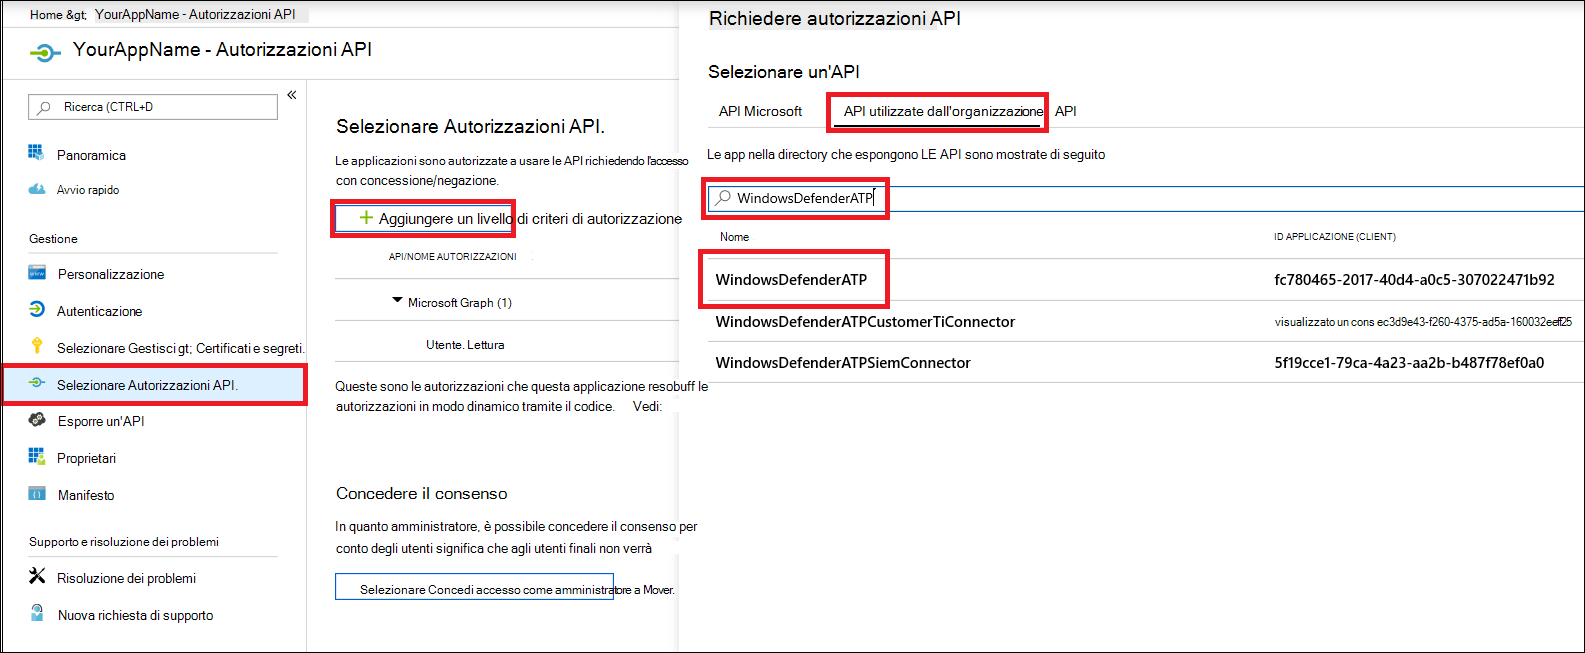 Home &gt; YourAppName - Autorizzazioni API
YourAppName - Autorizzazioni API
Ricerca (CTRL+D
«
Panoramica
Avvio rapido
Gestione
Personalizzazione
Autenticazione
Selezionare Gestisci gt; Certificati e segreti.
Selezionare Autorizzazioni API.
Esporre un'API
Proprietari
Manifesto
Supporto e risoluzione dei problemi
Risoluzione dei problemi
Nuova richiesta di supporto
Selezionare Autorizzazioni API.
Le applicazioni sono autorizzate a usare le API richiedendo l'accesso
con concessione/negazione.
Aggiungere un livello di criteri di autorizzazione
API/NOME AUTORIZZAZIONI
Microsoft Graph (1)
Utente. Lettura
Queste sono le autorizzazioni che questa applicazione resobuff le
autorizzazioni in modo dinamico tramite il codice. Vedi:
Concedere il consenso
In quanto amministratore, è possibile concedere il consenso per
conto degli utenti significa che agli utenti finali non verrà
Selezionare Concedi accesso come amministratore a Mover.
Richiedere autorizzazioni API
Selezionare un'API
API Microsoft API utilizzate dall'organizzazione API
Le app nella directory che espongono LE API sono mostrate di seguito
WindowsDefenderATP
Nome ID APPLICAZIONE (CLIENT)
WindowsDefenderATP fc780465-2017-40d4-a0c5-307022471b92
WindowsDefenderATPCustomerTiConnector visualizzato un cons
WindowsDefenderATPSiemConnector 5f19cce1-79ca-4a23-aa2b-b487f78ef0a0